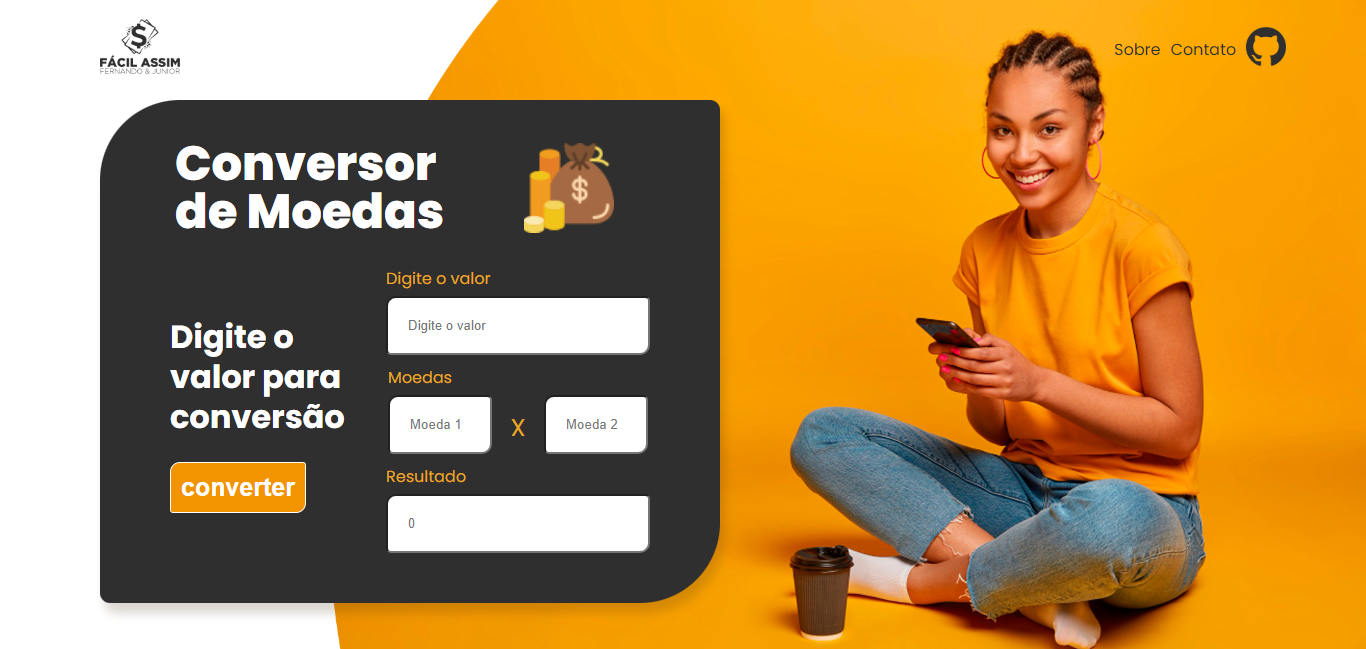 $
FÁCIL ASSIM
FERNANDO & JUNIOR
Sobre Contato
Conversor
de Moedas
$
Digite o
valor para
conversão
converter
Digite o valor
Digite o valor
Moedas
Moeda 1 X Moeda 2
Resultado
0